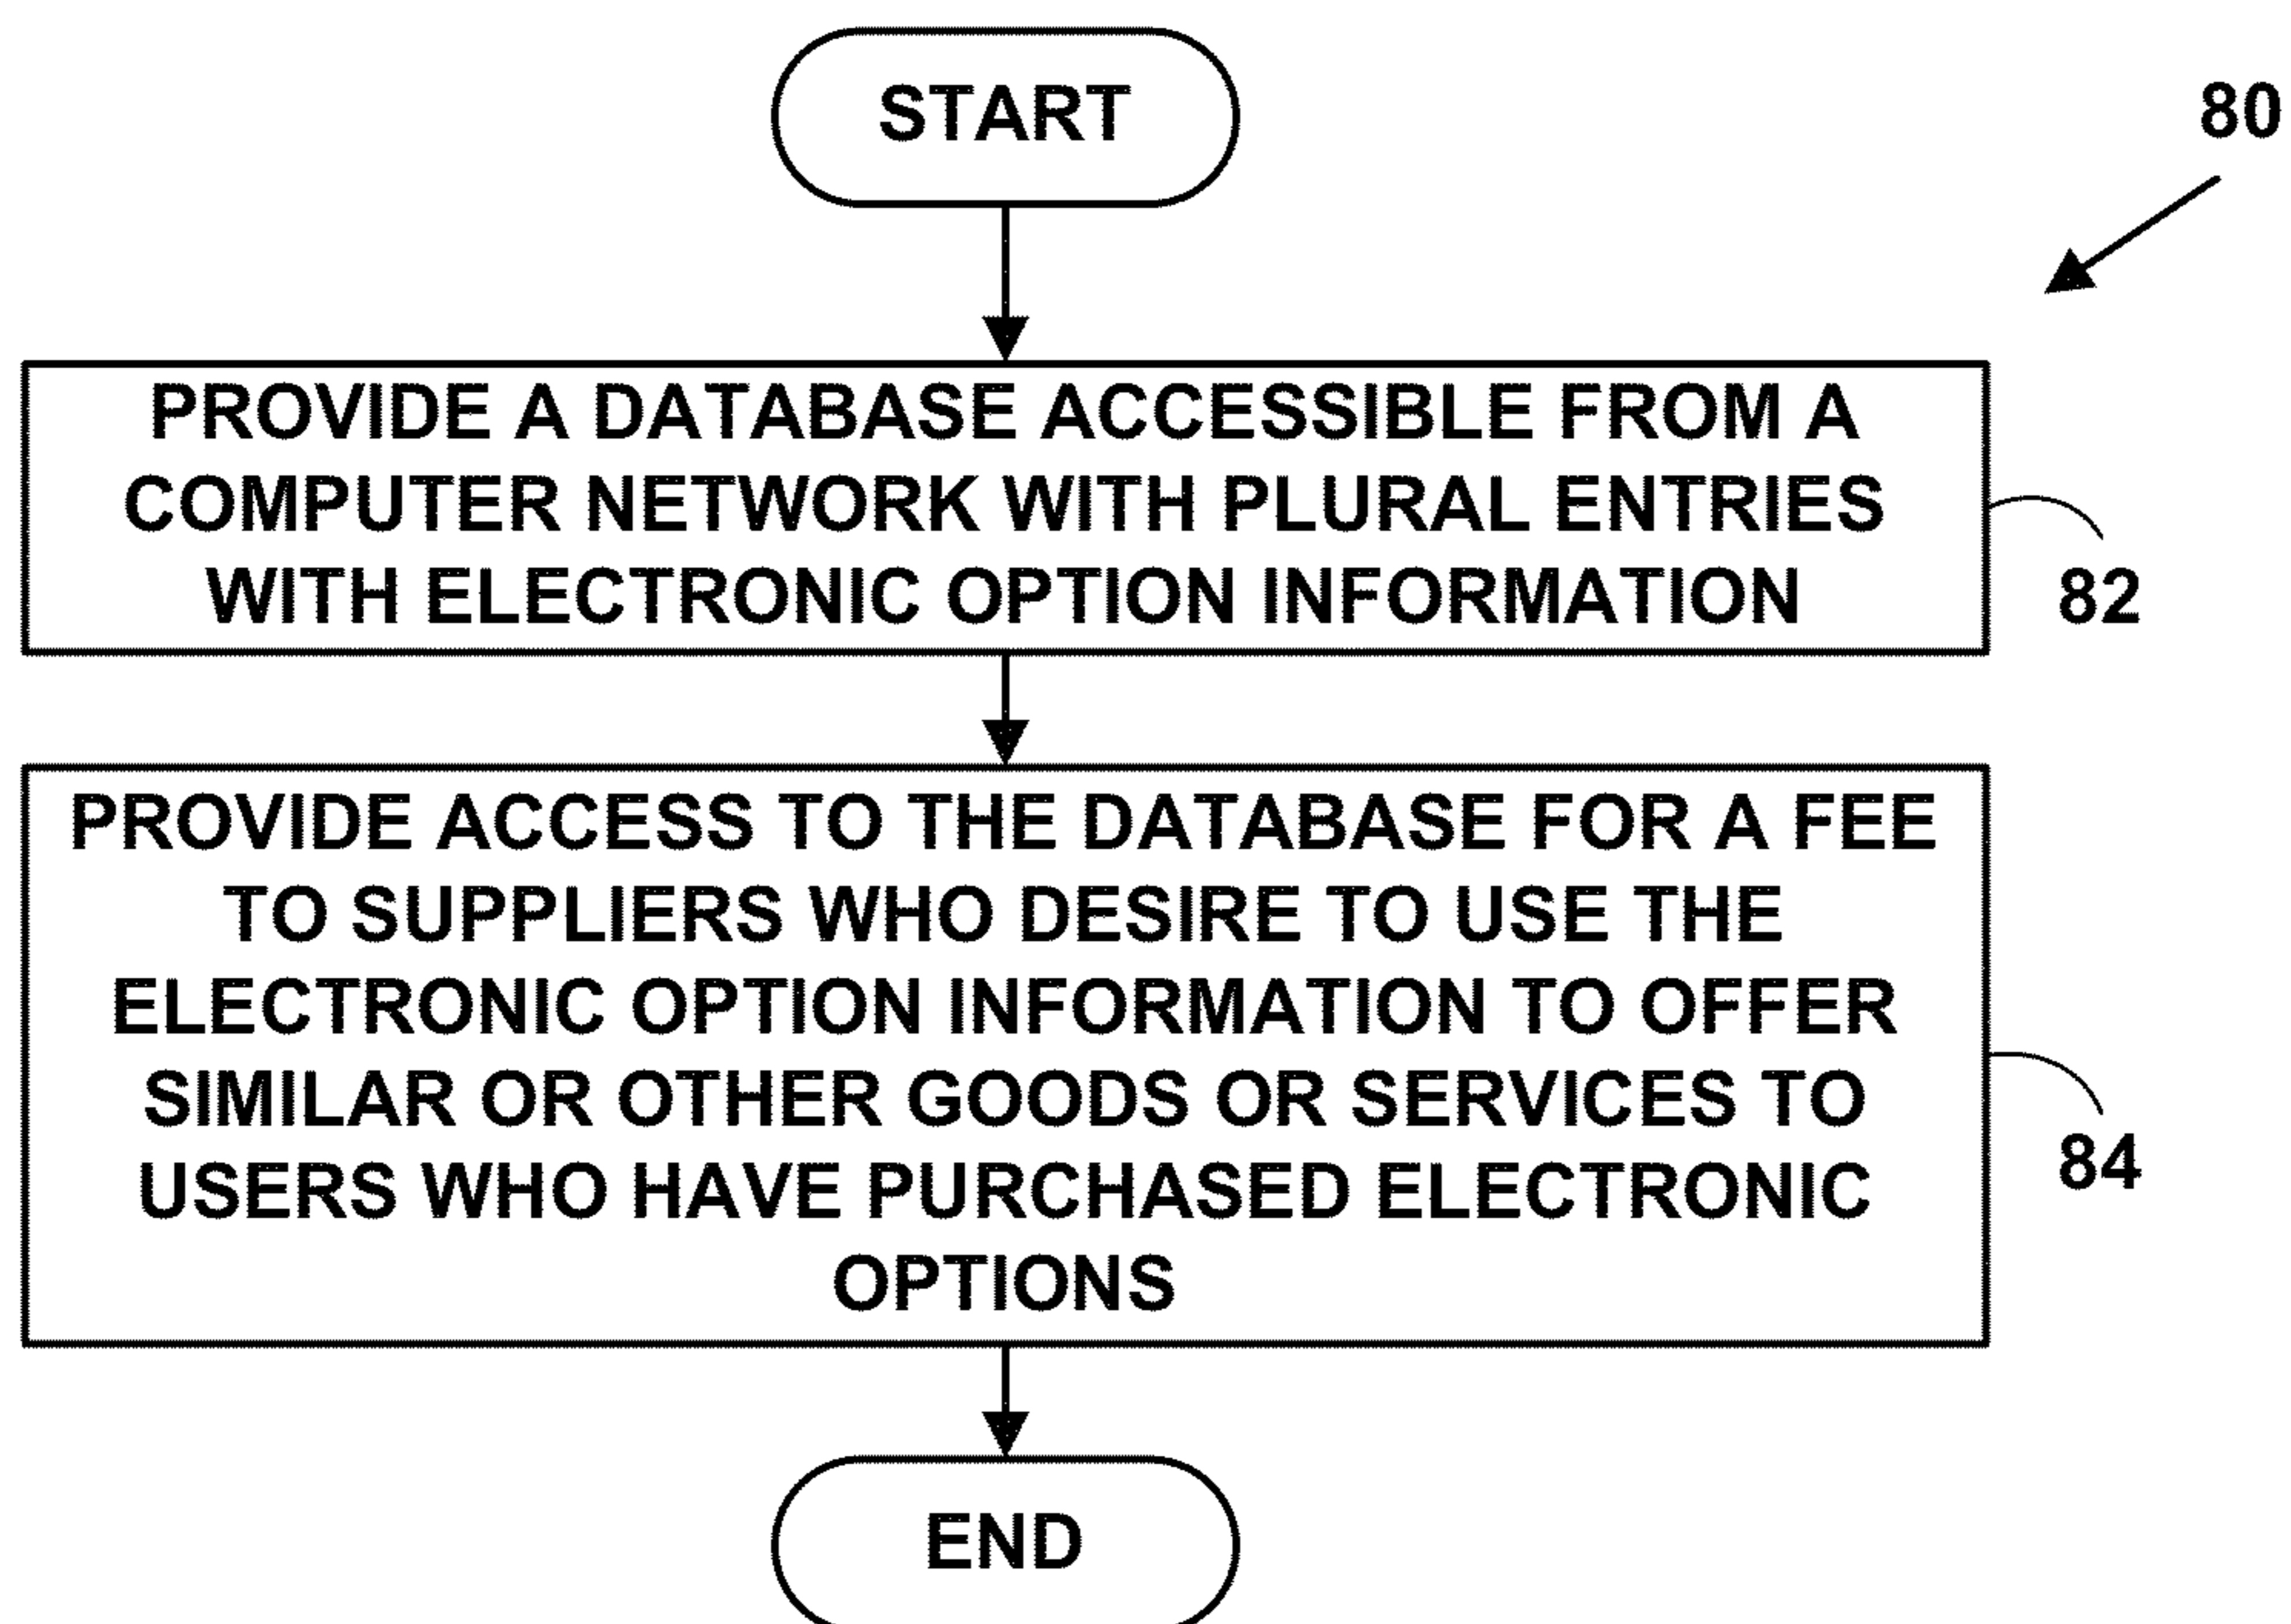 START
80
PROVIDE A DATABASE ACCESSIBLE FROM A
COMPUTER NETWORK WITH PLURAL ENTRIES
WITH ELECTRONIC OPTION INFORMATION
82
PROVIDE ACCESS TO THE DATABASE FOR A FEE
TO SUPPLIERS WHO DESIRE TO USE THE
ELECTRONIC OPTION INFORMATION TO OFFER
SIMILAR OR OTHER GOODS OR SERVICES TO
USERS WHO HAVE PURCHASED ELECTRONIC
OPTIONS
84
END